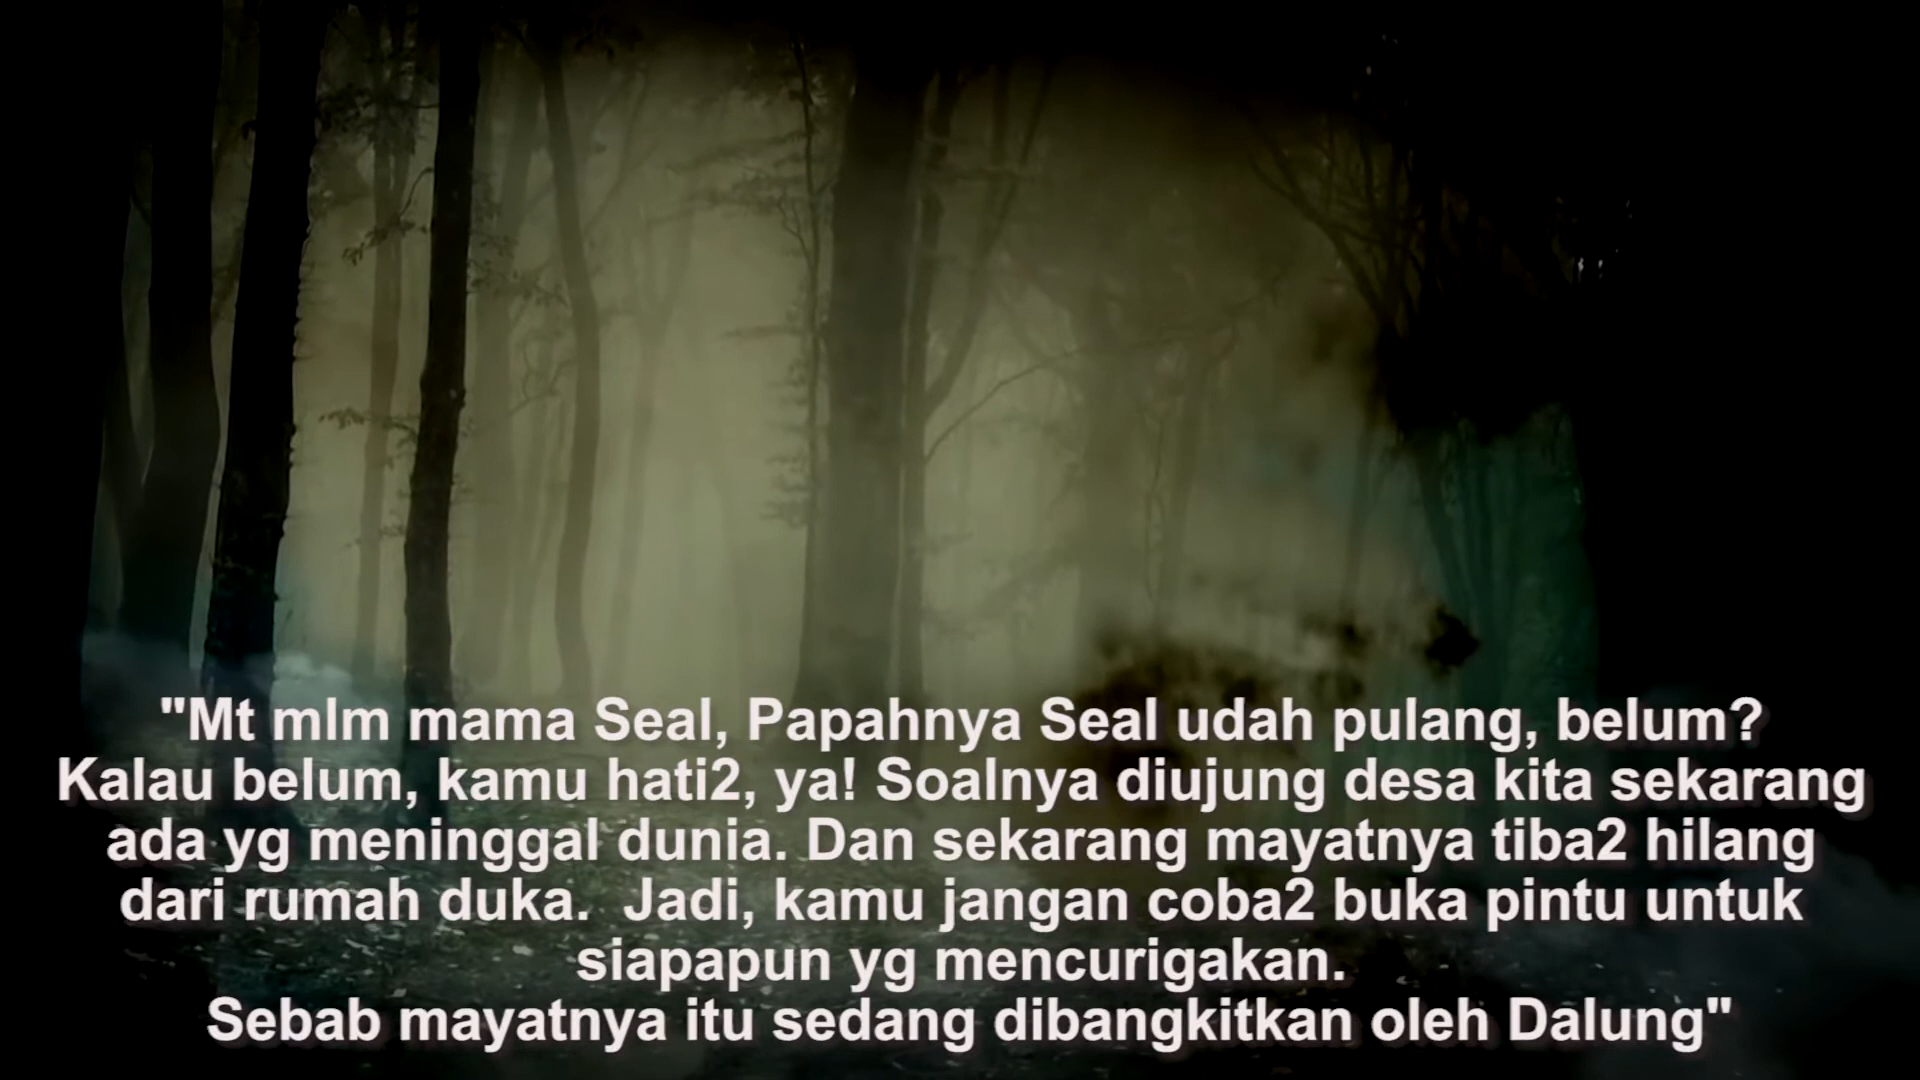 "Mt mlm mama Seal, Papahnya Seal udah pulang, belum?
Kalau belum, kamu hati2, ya! Soalnya diujung desa kita sekarang
ada yg meninggal dunia. Dan sekarang mayatnya tiba2 hilang
dari rumah duka.  Jadi, kamu jangan coba2 buka pintu untuk
siapapun yg mencurigakan.
Sebab mayatnya itu sedang dibangkitkan oleh Dalung"